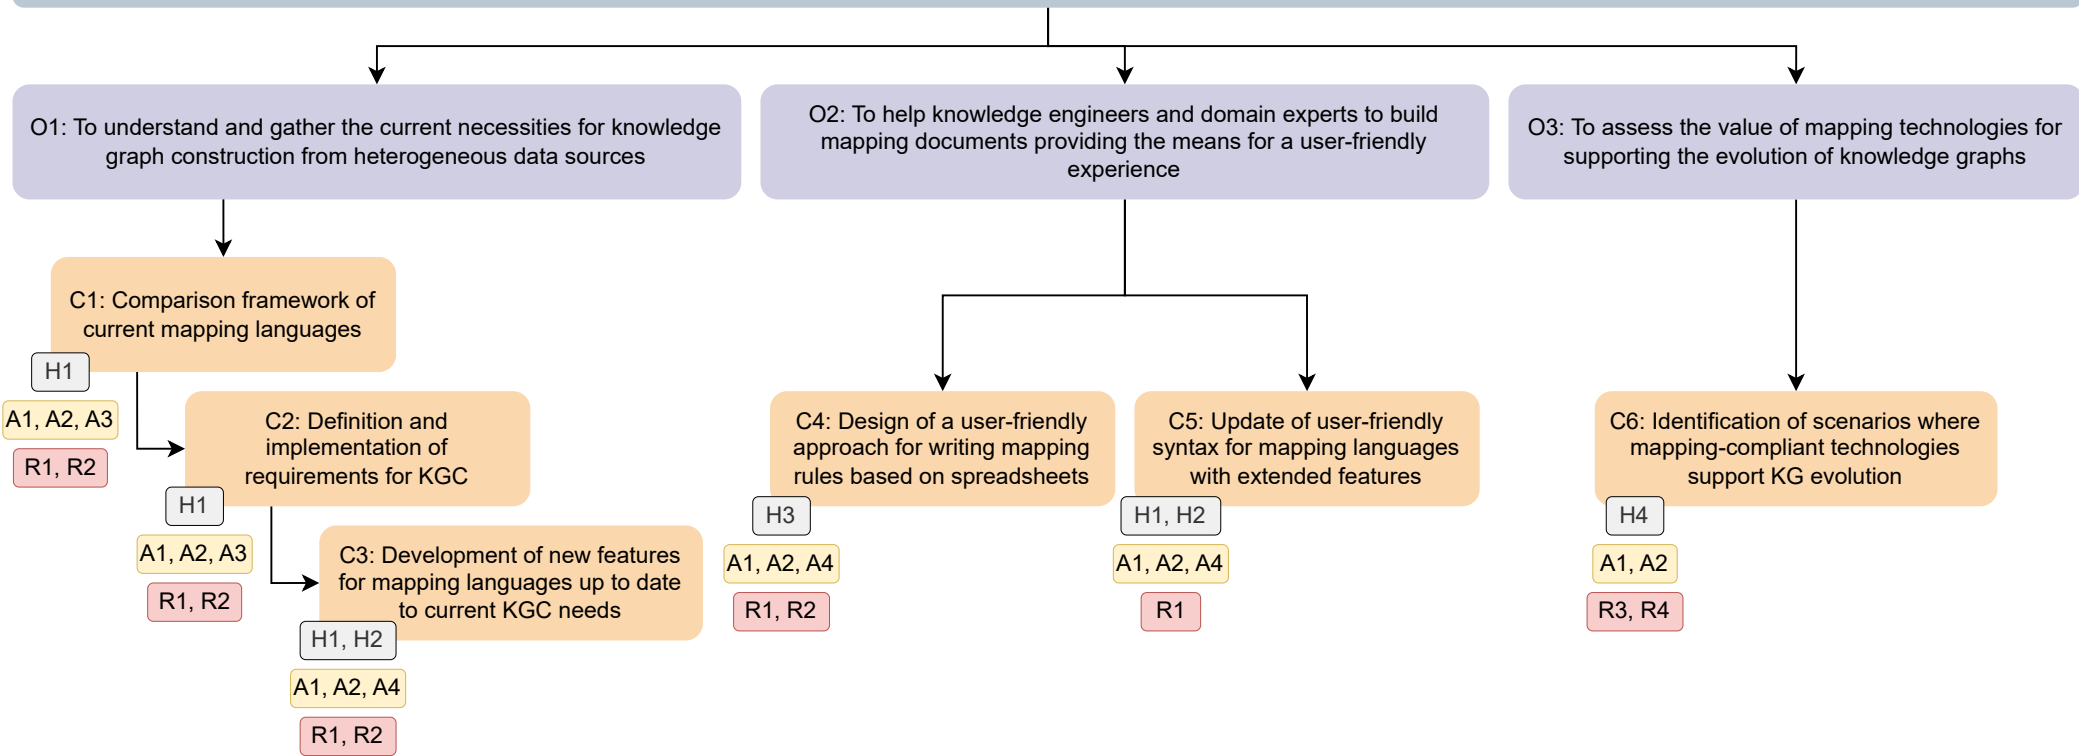 O1: To understand and gather the current necessities for knowledge
graph construction from heterogeneous data sources
O2: To help knowledge engineers and domain experts to build
mapping documents providing the means for a user-friendly
experience
O3: To assess the value of mapping technologies for
supporting the evolution of knowledge graphs
C1: Comparison framework of
current mapping languages
H1
A1, A2, A3
R1, R2
C2: Definition and
implementation of
requirements for KGC
H1
A1, A2, A3
R1, R2
C3: Development of new features
for mapping languages up to date
to current KGC needs
H1, H2
A1, A2, A4
R1, R2
C4: Design of a user-friendly
approach for writing mapping
rules based on spreadsheets
H3
A1, A2, A4
R1, R2
C5: Update of user-friendly
syntax for mapping languages
with extended features
H1, H2
A1, A2, A4
R1
C6: Identification of scenarios where
mapping-compliant technologies
support KG evolution
H4
A1, A2
R3, R4